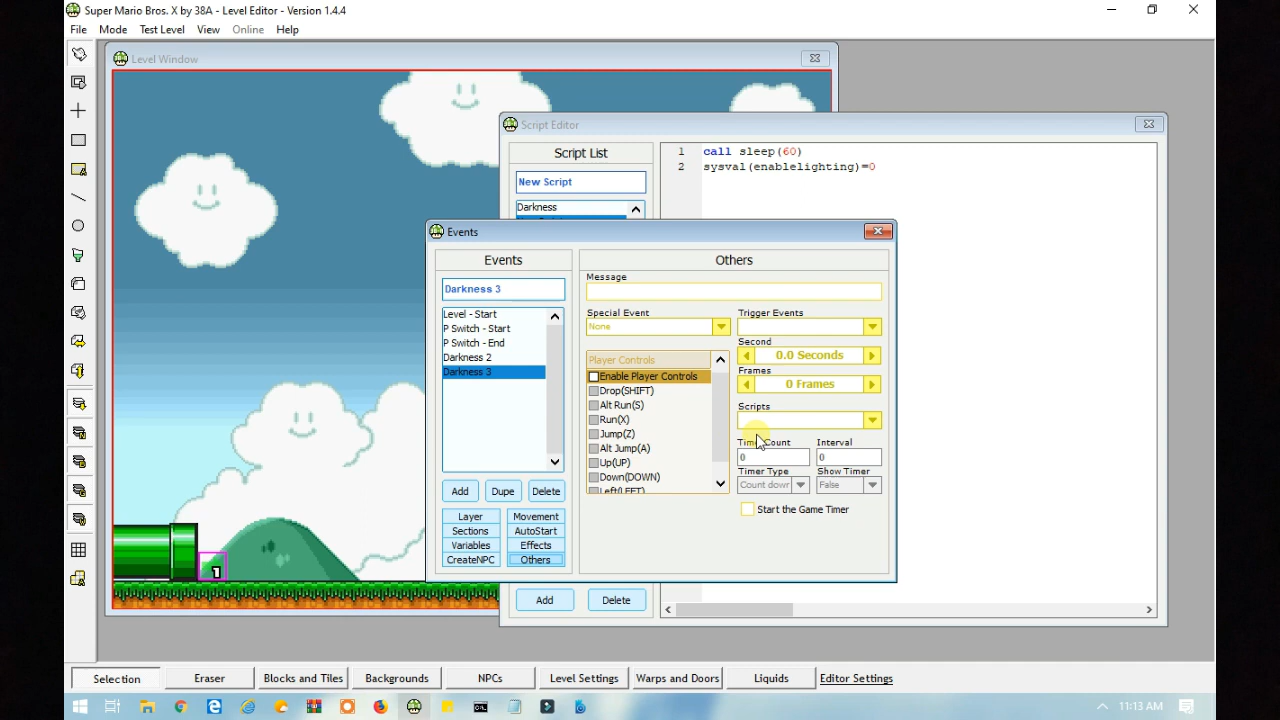 Super Mario Bros. X by 38A - Level Editor - Version 1.4.4
File Mode Test Level View Online Help
Level Window
Script Editor
Script List
New Script
Darkness
1 call sleep(60)
2 sysval(enablelighting)=0
Events
Events
Darkness 3
Level - Start
P Switch - Start
P Switch - End
Darkness 2
Darkness 3
Add Dupe Delete
Layer Movement
Sections AutoStart
Variables Effects
CreateNPC Others
Others
Message
Special Event
None
Trigger Events
Second
0.0 Seconds
Frames
0 Frames
Player Controls
Enable Player Controls
Drop(SHIFT)
Alt Run(S)
Run(X)
Jump(Z)
Alt Jump(A)
Up(UP)
Down(DOWN)
Left(LEFT)
Scripts
Time Count Interval
0 0
Timer Type Show Timer
Count down False
Start the Game Timer
1
Add Delete
Selection Eraser Blocks and Tiles Backgrounds NPCs Level Settings Warps and Doors Liquids Editor Settings
11:13 AM